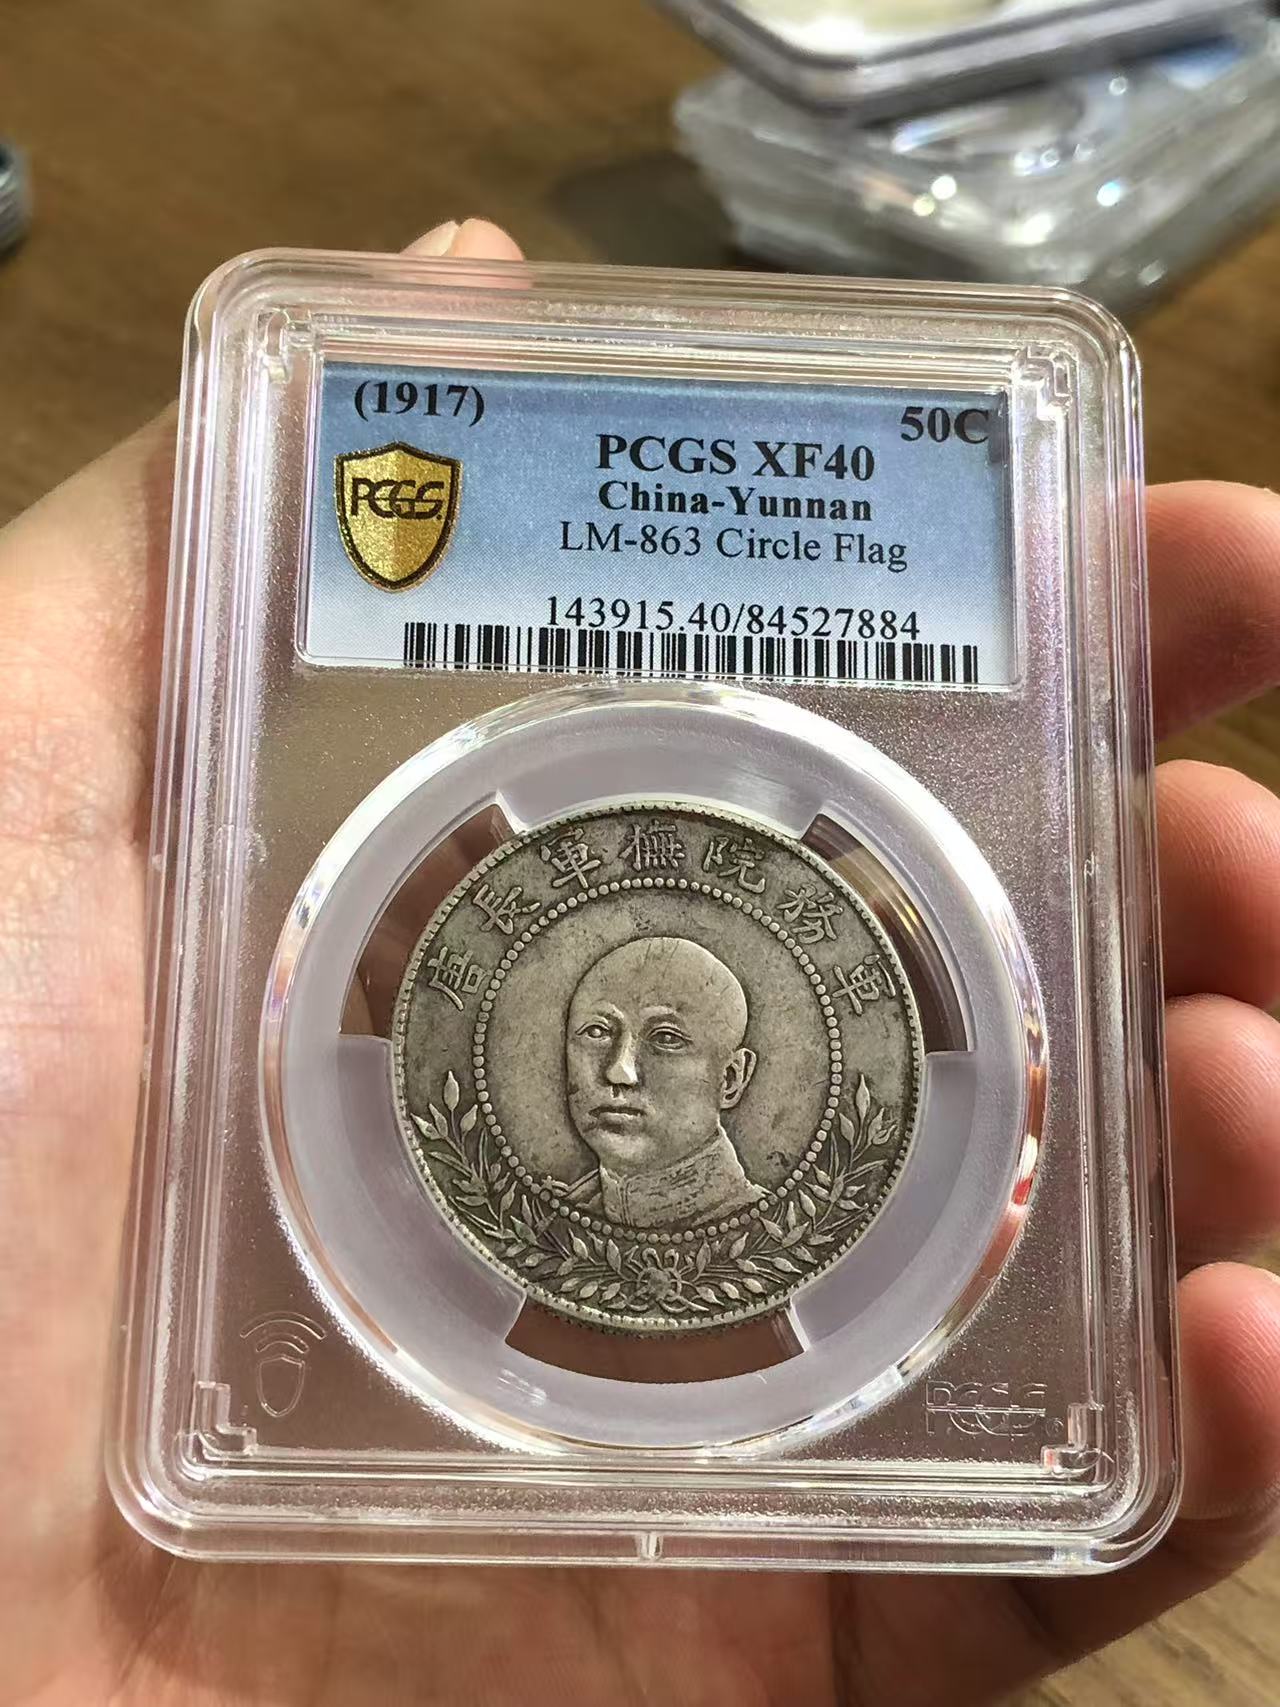 (1917)
50C
PCGS XF40
PCGS
China-Yunnan
LM-863 Circle Flag
143915.40/84527884
軍務院撫軍長唐
PCGS